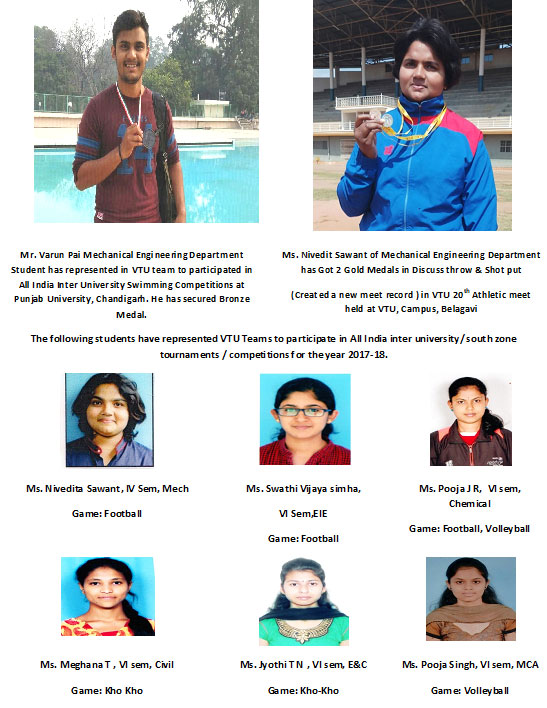 Mr. Varun Pai Mechanical Engineering Department
Student has represented in VTU team to participated in
All India Inter University Swimming Competitions at
Punjab University, Chandigarh. He has secured Bronze
Medal.
Ms. Nivedit Sawant of Mechanical Engineering Department
has Got 2 Gold Medals in Discuss throw & Shot put
(Created a new meet record ) in VTU 20th Athletic meet
held at VTU, Campus, Belagavi
The following students have represented VTU Teams to participate in All India inter university/ south zone
tournaments / competitions for the year 2017-18.
Ms. Nivedita Sawant, IV Sem, Mech
Game: Football
Ms. Swathi Vijaya simha,
VI Sem,EIE
Game: Football
Ms. Pooja J R, VI sem,
Chemical
Game: Football, Volleyball
Ms. Meghana T , VI sem, Civil
Game: Kho Kho
Ms. Jyothi T N , VI sem, E&C
Game: Kho-Kho
Ms. Pooja Singh, VI sem, MCA
Game: Volleyball